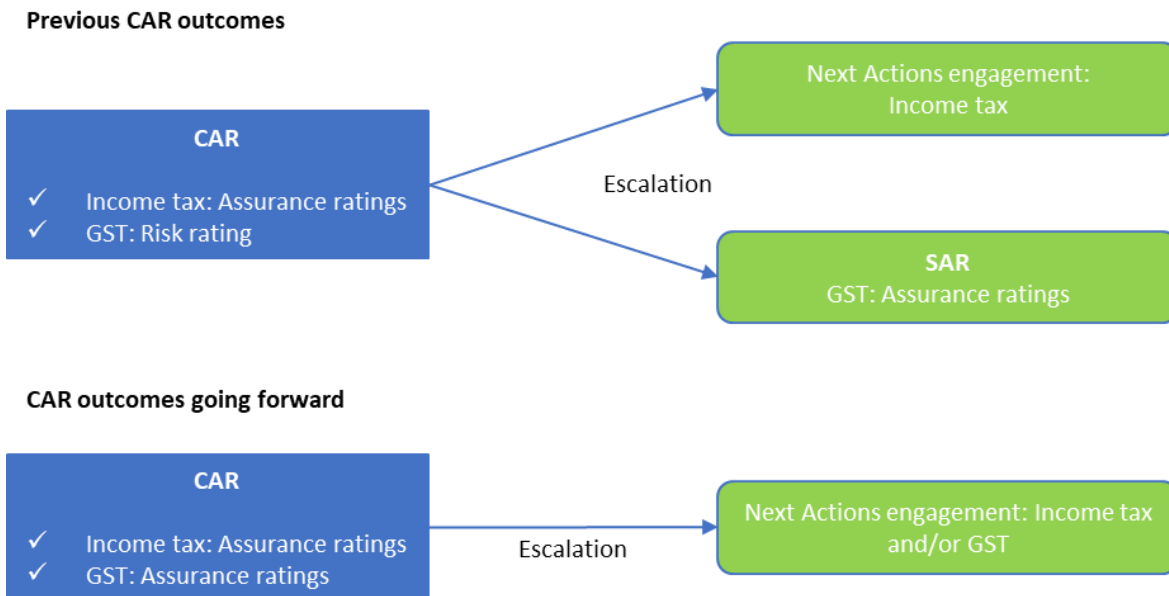 Previous CAR outcomes
CAR
✓ Income tax: Assurance ratings
✓ GST: Risk rating
Escalation
Next Actions engagement:
Income tax
SAR
GST: Assurance ratings
CAR outcomes going forward
CAR
✓ Income tax: Assurance ratings
✓ GST: Assurance ratings
Escalation
Next Actions engagement: Income tax
and/or GST